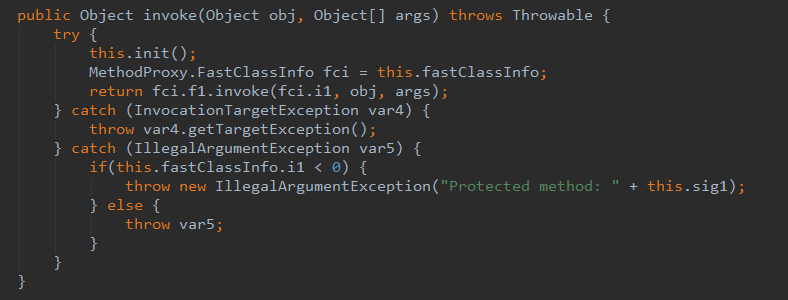 public Object invoke(Object obj, Object[] args) throws Throwable {
    try {
        this.init();
        MethodProxy.FastClassInfo fci = this.fastClassInfo;
        return fci.f1.invoke(fci.i1, obj, args);
    } catch (InvocationTargetException var4) {
        throw var4.getTargetException();
    } catch (IllegalArgumentException var5) {
        if(this.fastClassInfo.i1 < 0) {
            throw new IllegalArgumentException("Protected method: " + this.sig1);
        } else {
            throw var5;
        }
    }
}